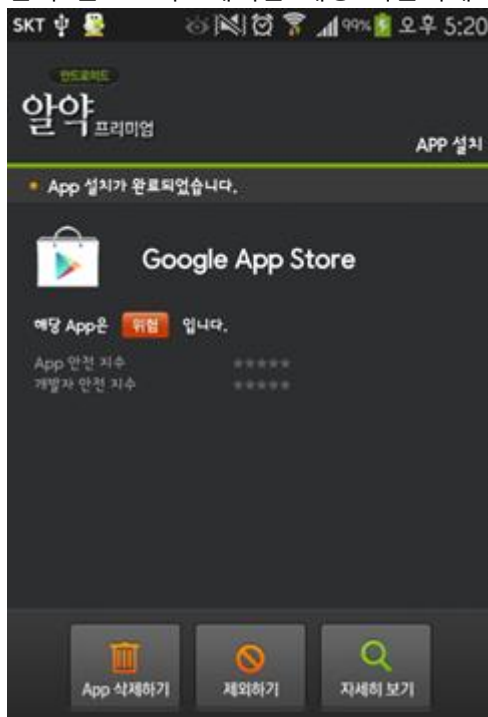 SKT 99% 오후 5:20
안드로이드
알약 프리미엄
APP 설치
App 설치가 완료되었습니다.
Google App Store
해당 App은 위험 입니다.
App 안전 지수 ★★★★★
개발자 안전 지수 ★★★★★
App 삭제하기 제외하기 자세히 보기